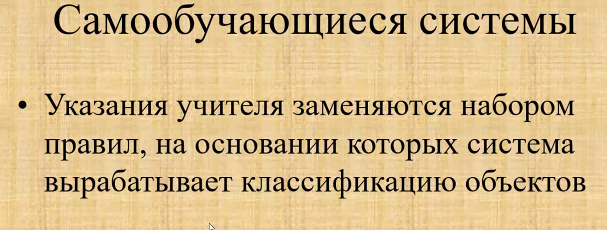 Самообучающиеся системы
• Указания учителя заменяются набором
правил, на основании которых система
вырабатывает классификацию объектов